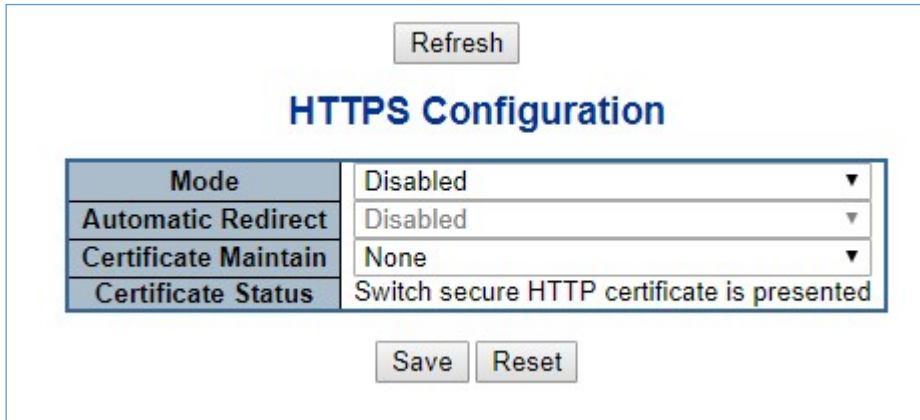 Refresh
HTTPS Configuration
Mode Disabled
Automatic Redirect Disabled
Certificate Maintain None
Certificate Status Switch secure HTTP certificate is presented
Save Reset